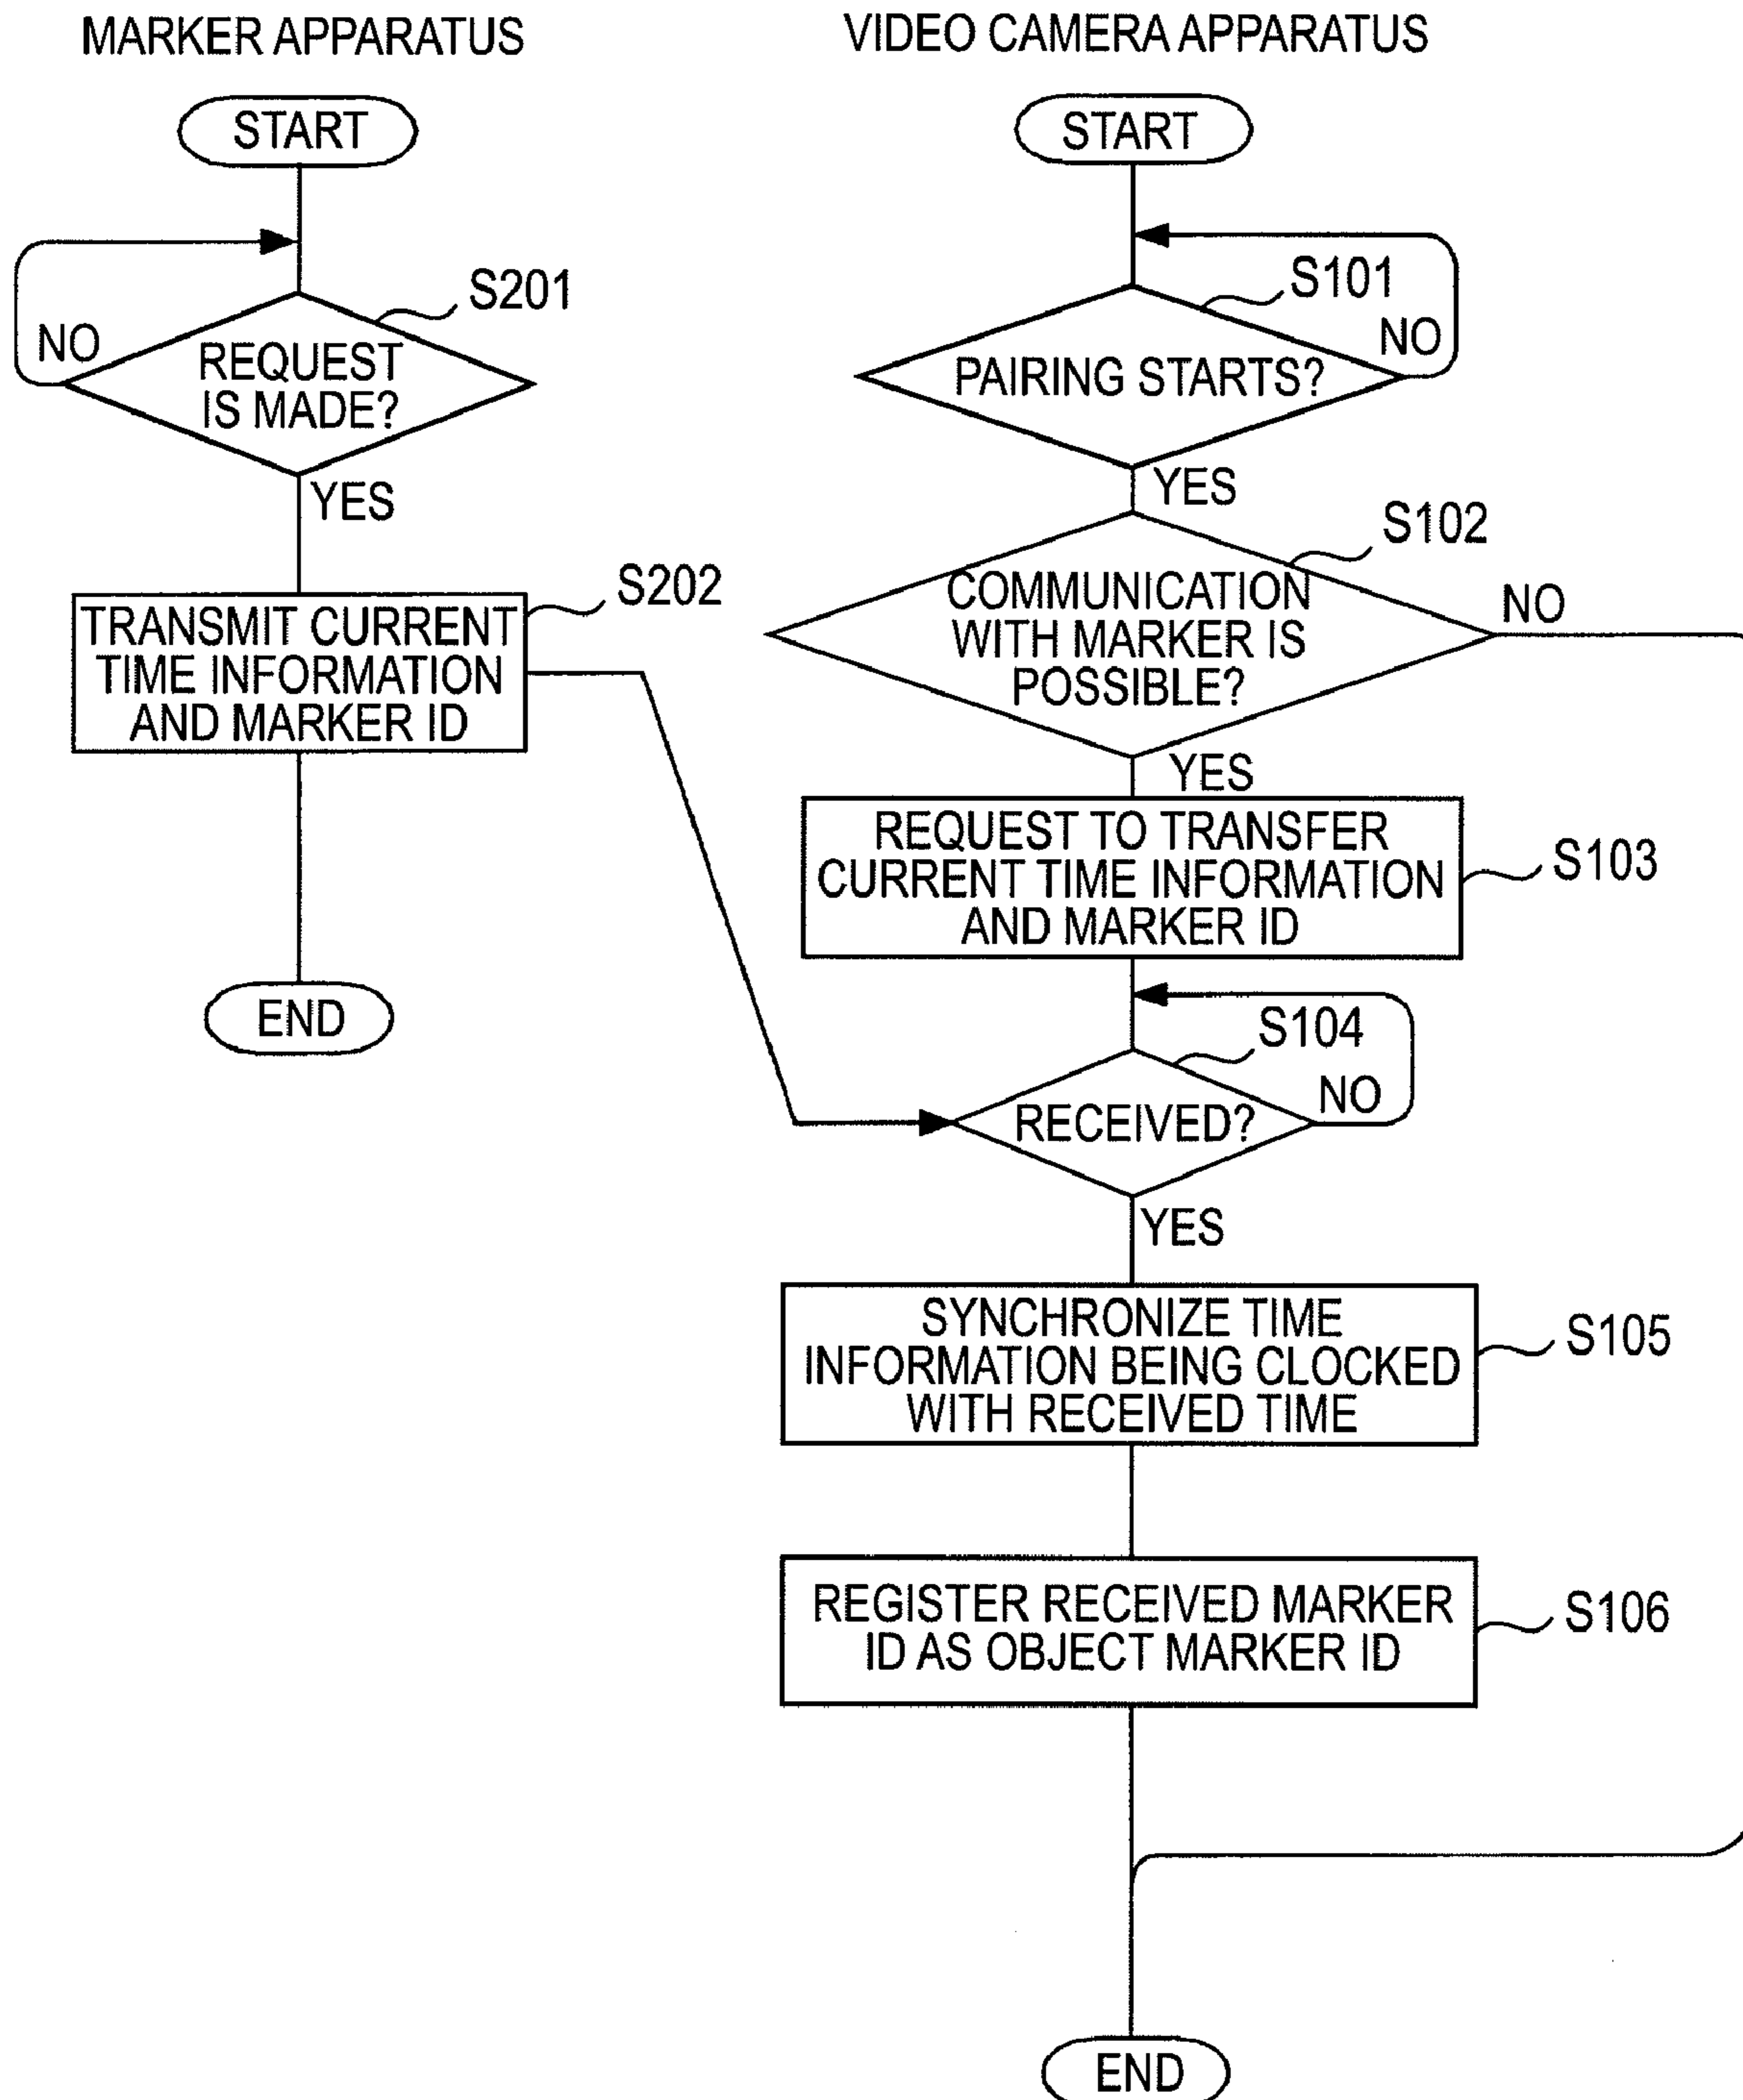 MARKER APPARATUS
START
S201
NO
REQUEST
IS MADE?
YES
S202
TRANSMIT CURRENT
TIME INFORMATION
AND MARKER ID
END
VIDEO CAMERA APPARATUS
START
S101
NO
PAIRING STARTS?
YES
S102
COMMUNICATION
WITH MARKER IS
POSSIBLE?
NO
YES
REQUEST TO TRANSFER
CURRENT TIME INFORMATION
AND MARKER ID
S103
S104
RECEIVED?
NO
YES
SYNCHRONIZE TIME
INFORMATION BEING CLOCKED
WITH RECEIVED TIME
S105
REGISTER RECEIVED MARKER
ID AS OBJECT MARKER ID
S106
END